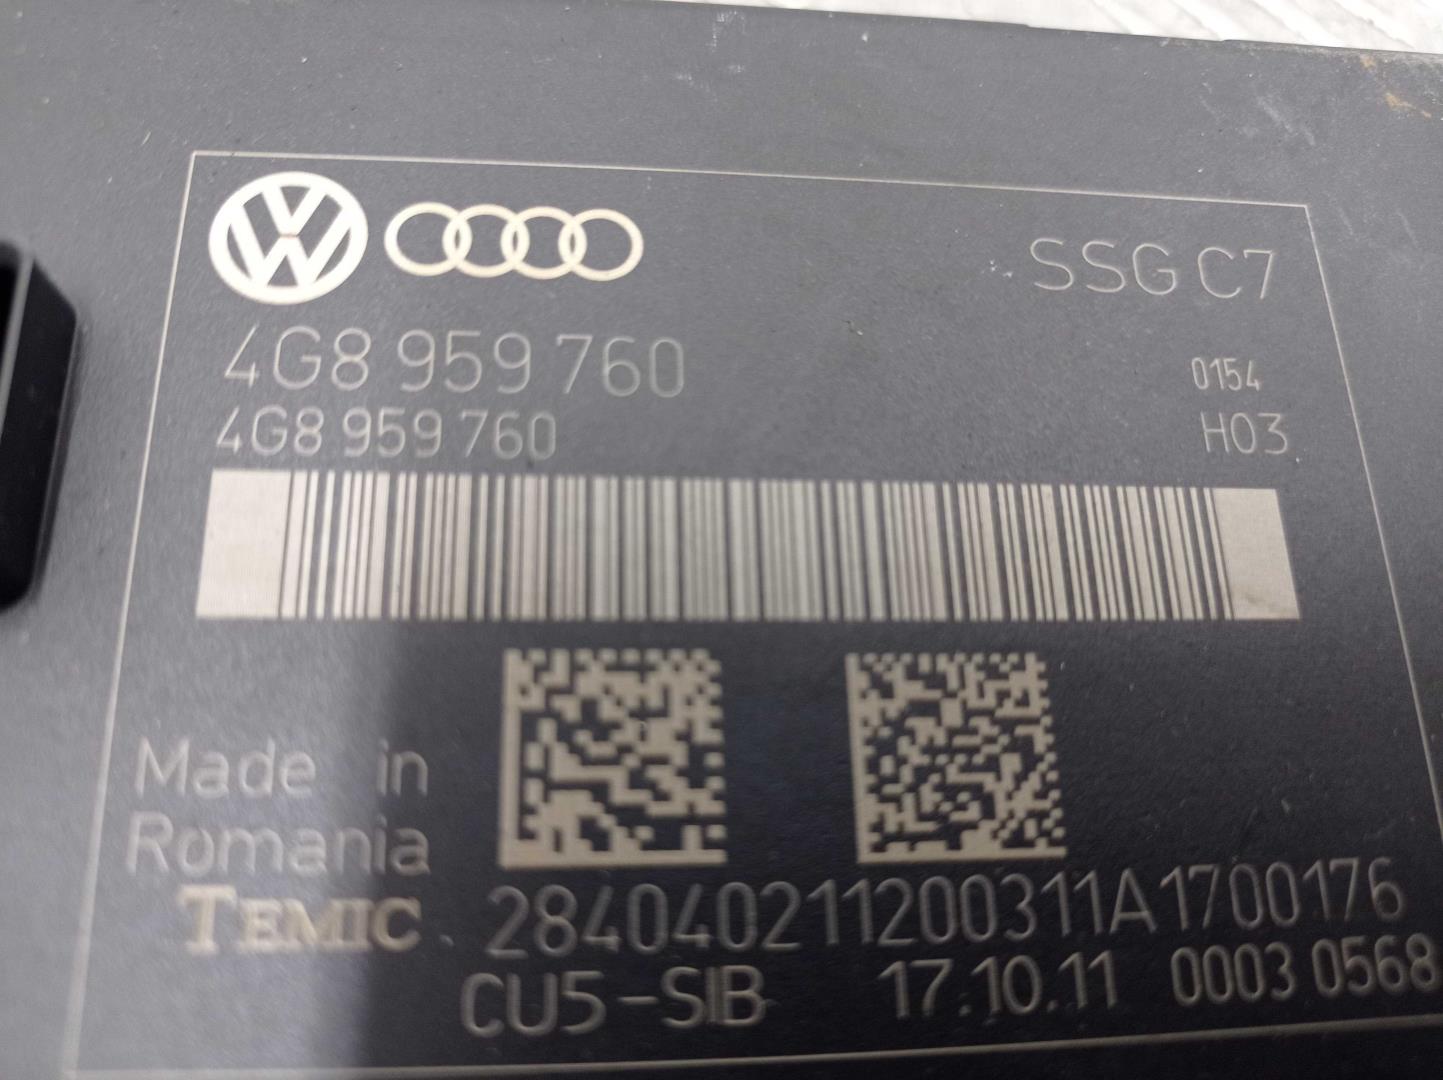 SSG C7
4G8 959 760
0154
4G8 959 760
H03
Made in
Romania
TEMIC
284040211200311A1700176
CU5-SIB 17.10.11 0003 0568